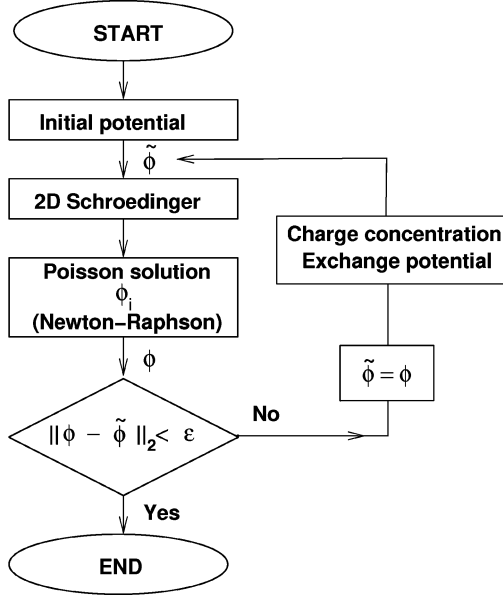 START
Initial potential
ϕ̃
2D Schroedinger
Charge concentration
Exchange potential
Poisson solution
ϕi
(Newton−Raphson)
ϕ
ϕ̃ = ϕ
No
||ϕ − ϕ̃ ||2< ε
Yes
END